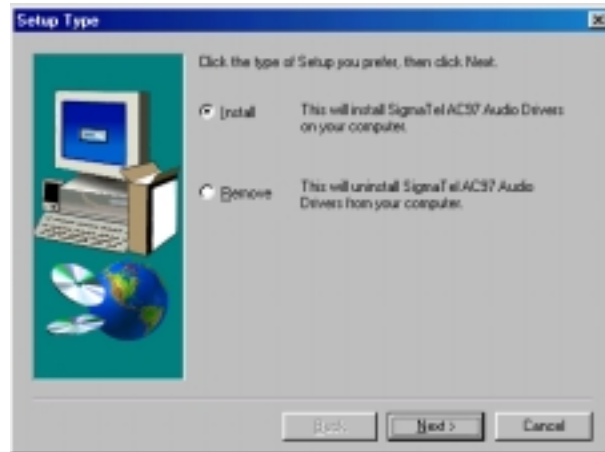 Setup Type
Click the type of Setup you prefer, then click Next.
Install
This will install SigmaTel AC97 Audio Drivers
on your computer.
Remove
This will uninstall SigmaTel AC97 Audio
Drivers from your computer.
Back
Next >
Cancel